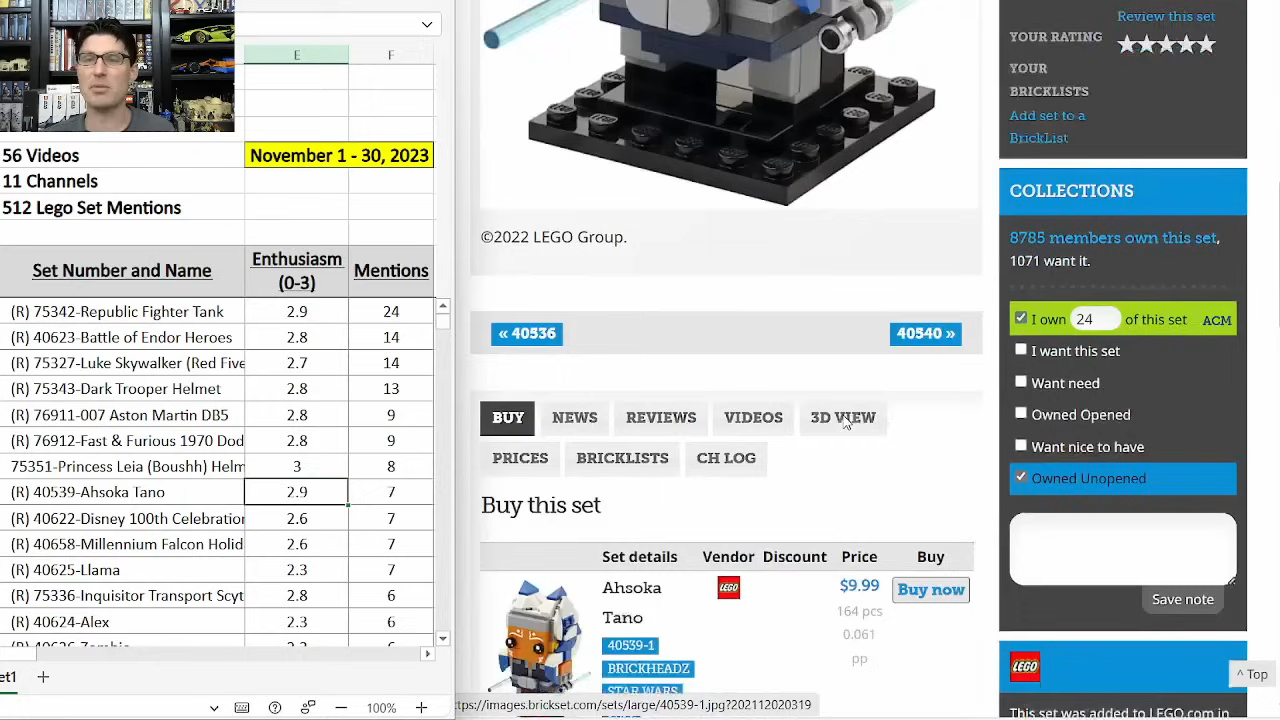 E F
56 Videos November 1 - 30, 2023
11 Channels
512 Lego Set Mentions
Set Number and Name Enthusiasm (0-3) Mentions
(R) 75342-Republic Fighter Tank 2.9 24
(R) 40623-Battle of Endor Heroes 2.8 14
(R) 75327-Luke Skywalker (Red Five 2.7 14
(R) 75343-Dark Trooper Helmet 2.8 13
(R) 76911-007 Aston Martin DB5 2.8 9
(R) 76912-Fast & Furious 1970 Dod 2.8 9
75351-Princess Leia (Boushh) Helm 3 8
(R) 40539-Ahsoka Tano 2.9 7
(R) 40622-Disney 100th Celebration 2.6 7
(R) 40658-Millennium Falcon Holid 2.6 7
(R) 40625-Llama 2.3 7
(R) 75336-Inquisitor Transport Scyt 2.8 6
(R) 40624-Alex 2.3 6
et1
100%
©2022 LEGO Group.
« 40536 40540 »
BUY NEWS REVIEWS VIDEOS 3D VIEW
PRICES BRICKLISTS CH LOG
Buy this set
Set details Vendor Discount Price Buy
Ahsoka LEGO $9.99 Buy now
Tano 164 pcs
40539-1 0.061
BRICKHEADZ pp
STAR WARS
ttps://images.brickset.com/sets/large/40539-1.jpg?202112020319
Review this set
YOUR RATING
YOUR
BRICKLISTS
Add set to a
BrickList
COLLECTIONS
8785 members own this set,
1071 want it.
I own 24 of this set ACM
I want this set
Want need
Owned Opened
Want nice to have
Owned Unopened
Save note
LEGO
^ Top
This set was added to LEGO.com in